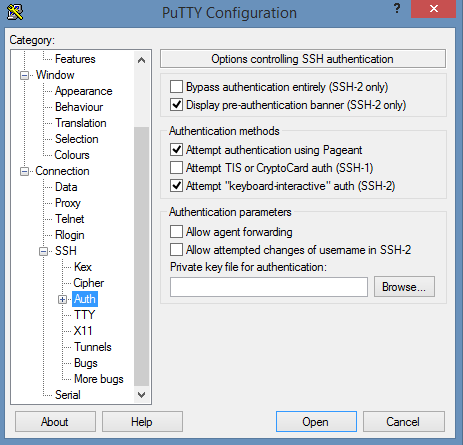 PuTTY Configuration
Category:
Features
Window
Appearance
Behaviour
Translation
Selection
Colours
Connection
Data
Proxy
Telnet
Rlogin
SSH
Kex
Cipher
Auth
TTY
X11
Tunnels
Bugs
More bugs
Serial
Options controlling SSH authentication
Bypass authentication entirely (SSH-2 only)
Display pre-authentication banner (SSH-2 only)
Authentication methods
Attempt authentication using Pageant
Attempt TIS or CryptoCard auth (SSH-1)
Attempt "keyboard-interactive" auth (SSH-2)
Authentication parameters
Allow agent forwarding
Allow attempted changes of username in SSH-2
Private key file for authentication:
Browse...
About
Help
Open
Cancel